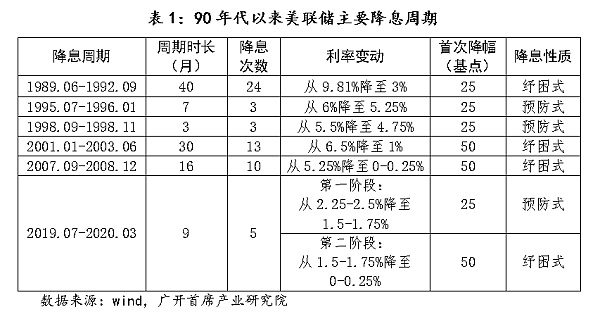 表1：90年代以来美联储主要降息周期
降息周期 周期时长（月） 降息次数 利率变动 首次降幅（基点） 降息性质
1989.06-1992.09 40 24 从9.81%降至3% 25 纾困式
1995.07-1996.01 7 3 从6%降至5.25% 25 预防式
1998.09-1998.11 3 3 从5.5%降至4.75% 25 预防式
2001.01-2003.06 30 13 从6.5%降至1% 50 纾困式
2007.09-2008.12 16 10 从5.25%降至0-0.25% 50 纾困式
2019.07-2020.03 9 5
第一阶段：
从2.25-2.5%降至
1.5-1.75%
25 预防式
第二阶段：
从1.5-1.75%降至
0-0.25%
50 纾困式
数据来源：wind，广开首席产业研究院